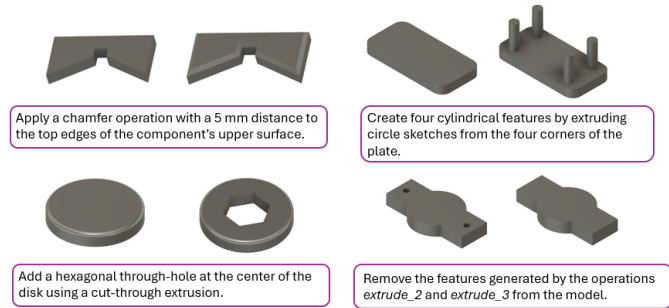 Apply a chamfer operation with a 5 mm distance to
the top edges of the component's upper surface.
Create four cylindrical features by extruding
circle sketches from the four corners of the
plate.
Add a hexagonal through-hole at the center of the
disk using a cut-through extrusion.
Remove the features generated by the operations
extrude_2 and extrude_3 from the model.